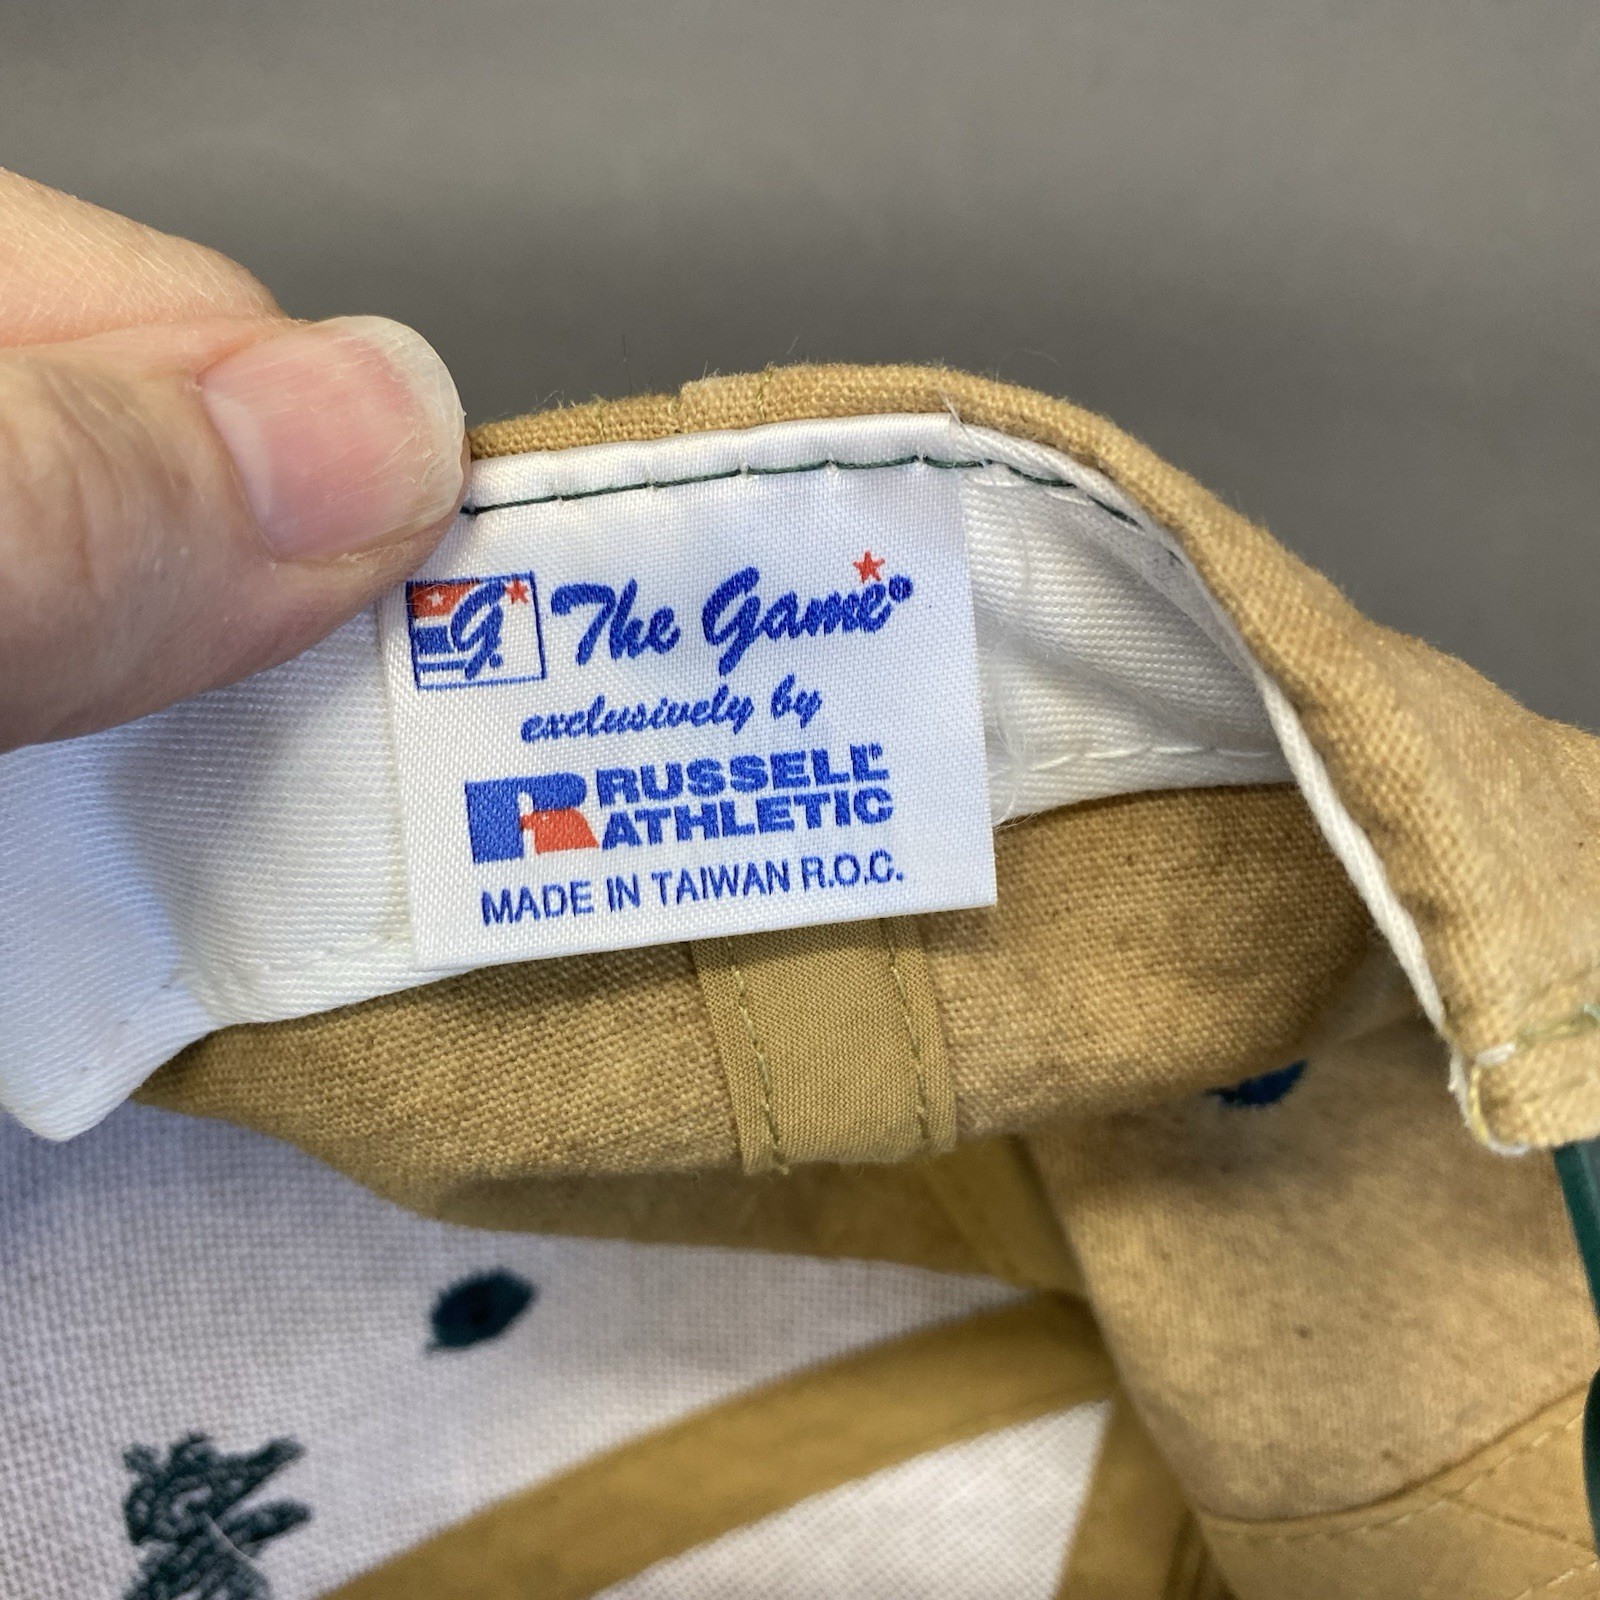 G. The Game®
exclusively by
R RUSSELL
ATHLETIC
MADE IN TAIWAN R.O.C.